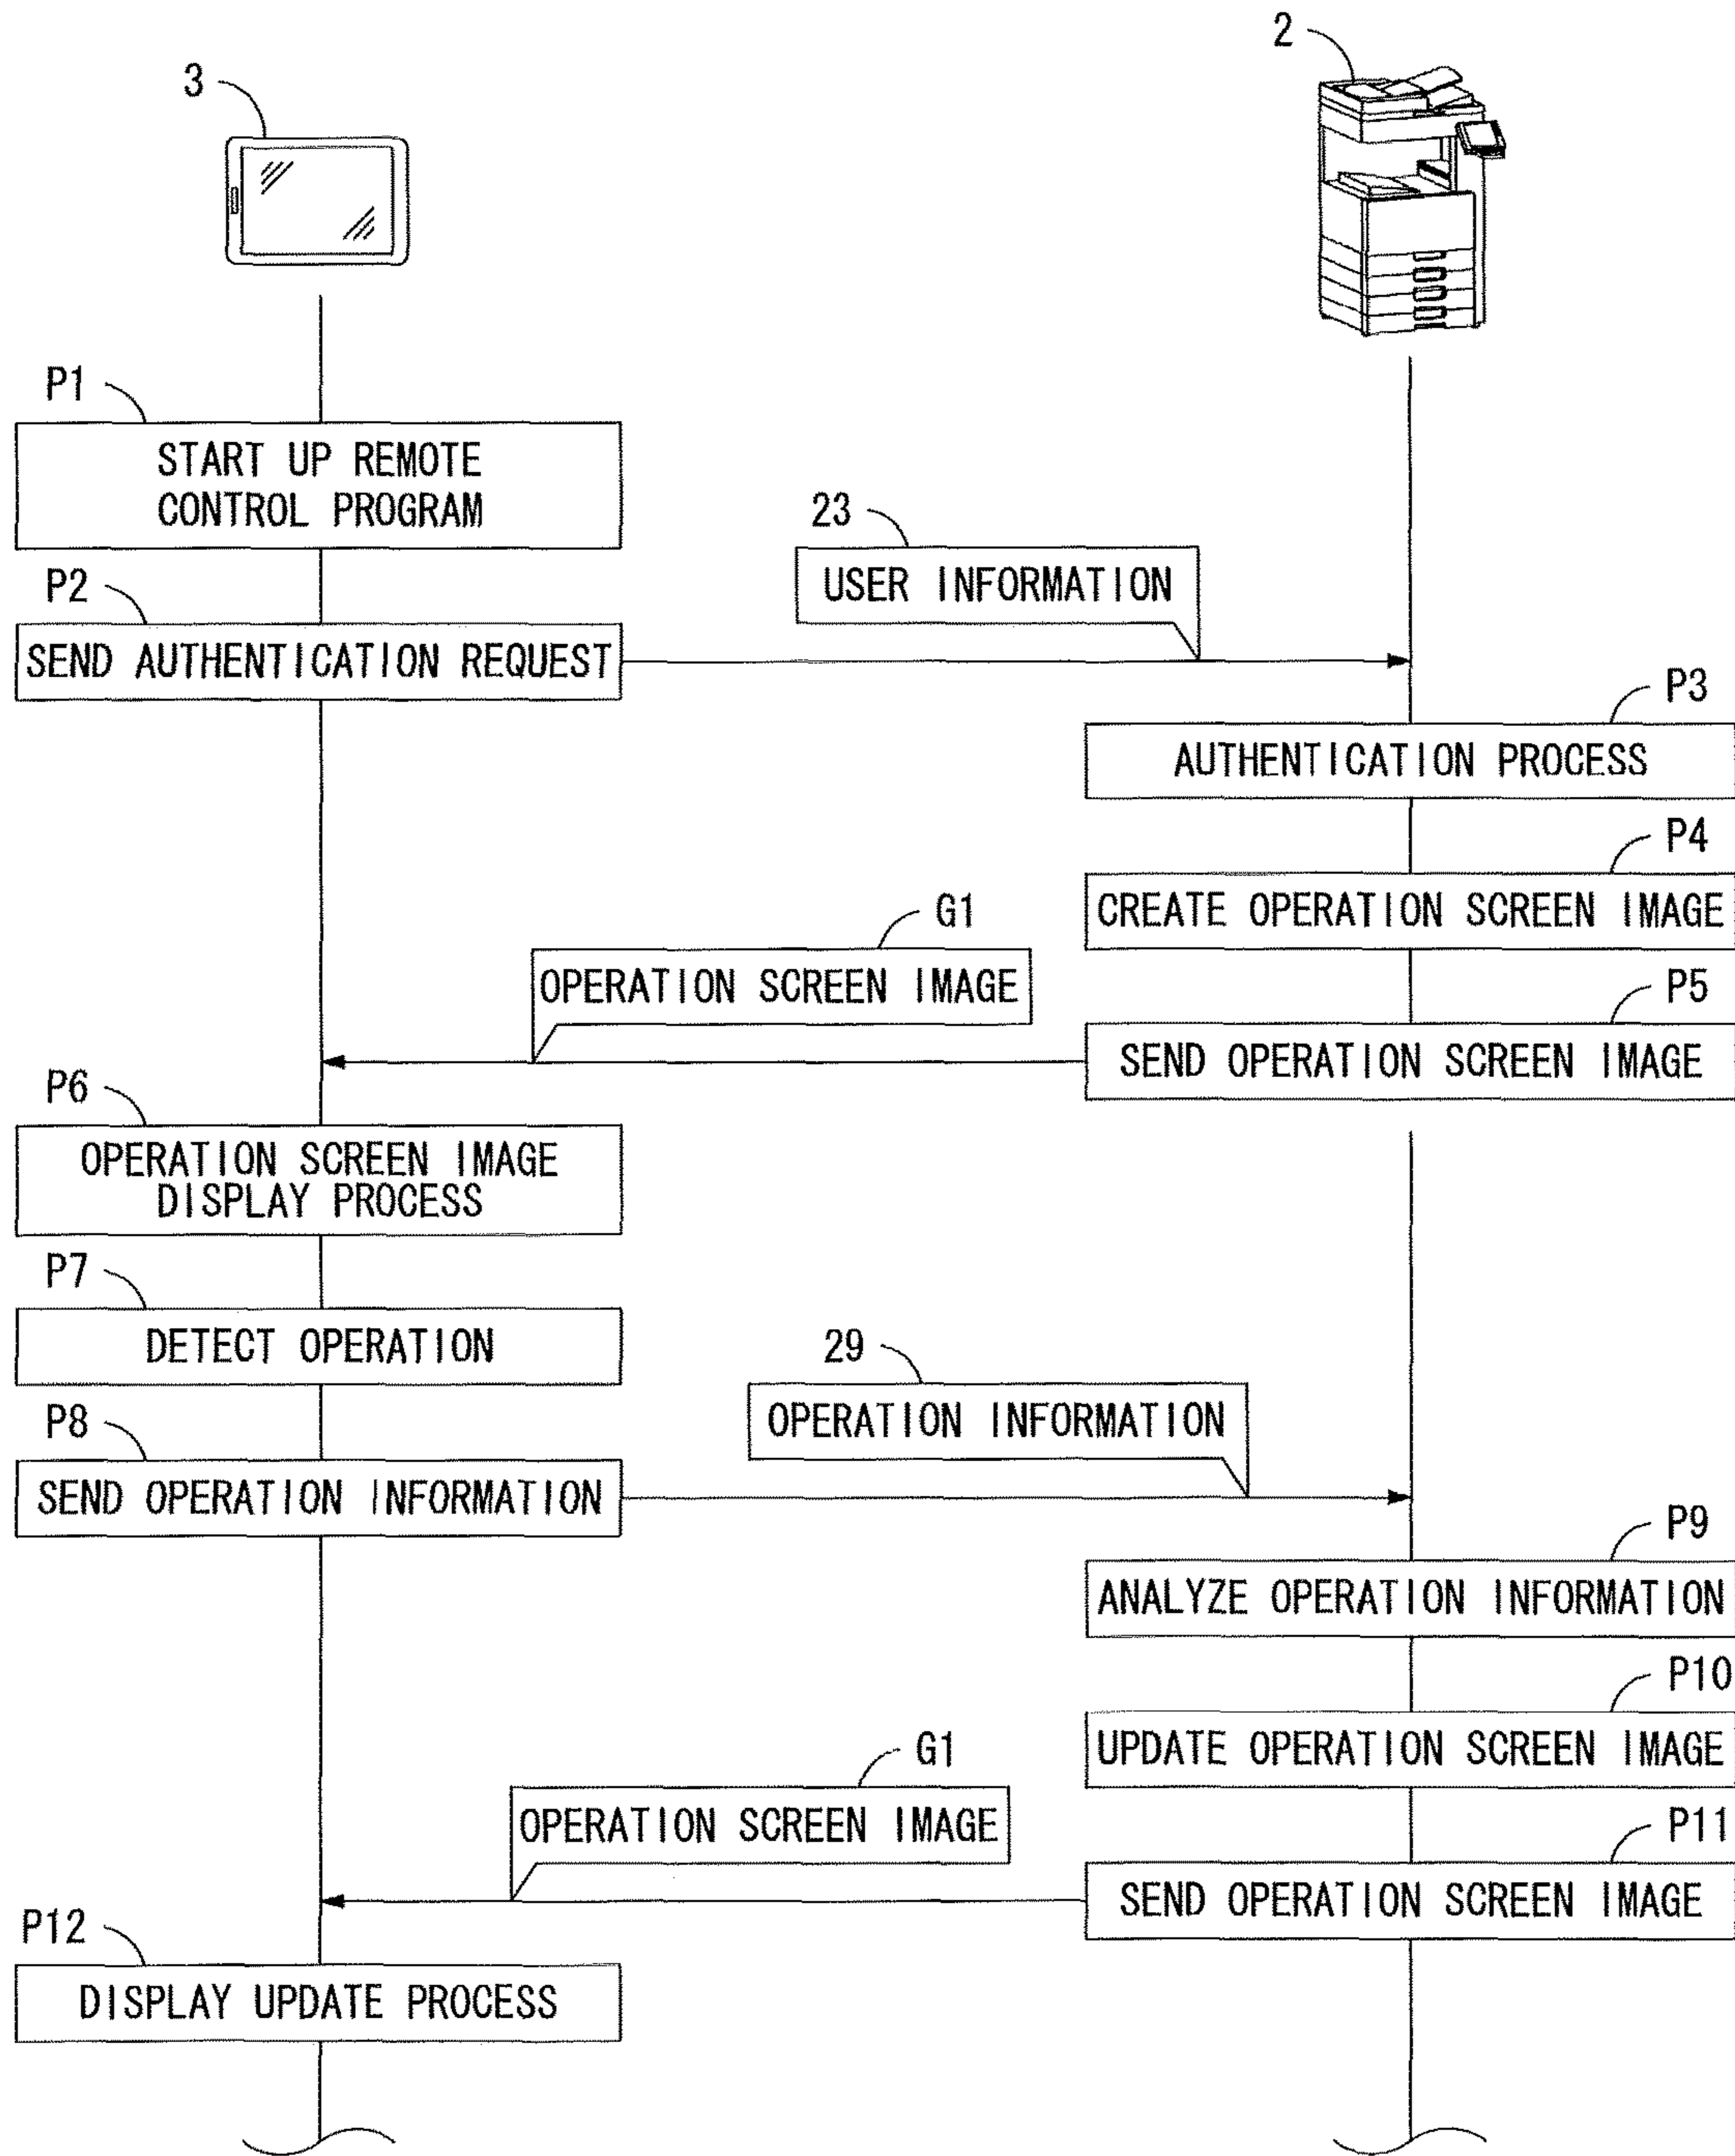 2
3
P1
START UP REMOTE
CONTROL PROGRAM
23
USER INFORMATION
P2
SEND AUTHENTICATION REQUEST
P3
AUTHENTICATION PROCESS
P4
CREATE OPERATION SCREEN IMAGE
G1
OPERATION SCREEN IMAGE
P5
SEND OPERATION SCREEN IMAGE
P6
OPERATION SCREEN IMAGE
DISPLAY PROCESS
P7
DETECT OPERATION
29
OPERATION INFORMATION
P8
SEND OPERATION INFORMATION
P9
ANALYZE OPERATION INFORMATION
P10
UPDATE OPERATION SCREEN IMAGE
G1
OPERATION SCREEN IMAGE
P11
SEND OPERATION SCREEN IMAGE
P12
DISPLAY UPDATE PROCESS